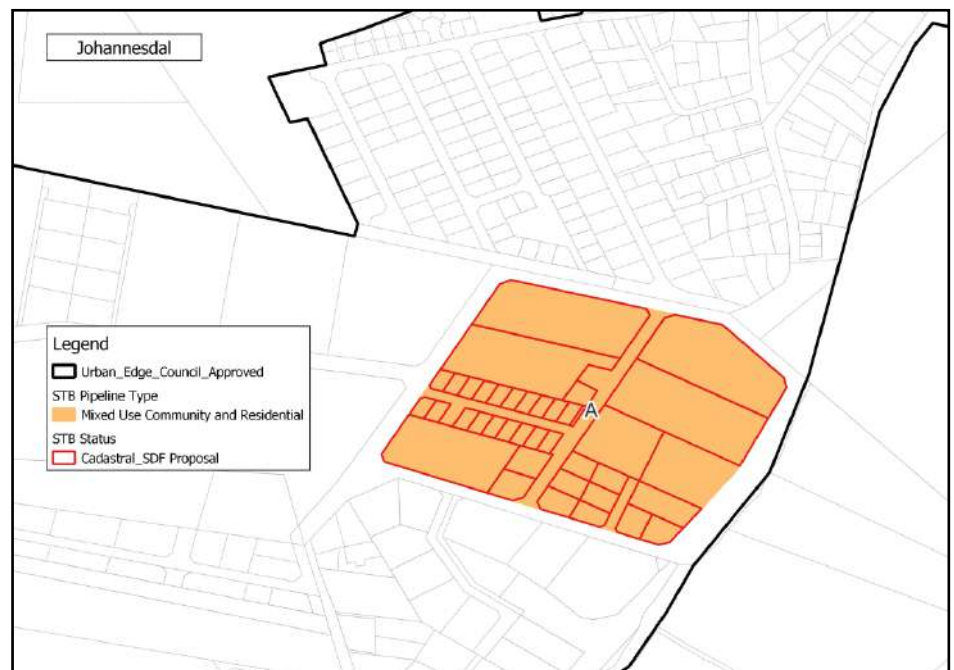 Johannesdal
A
Legend
Urban_Edge_Council_Approved
STB Pipeline Type
Mixed Use Community and Residential
STB Status
Cadastral_SDF Proposal